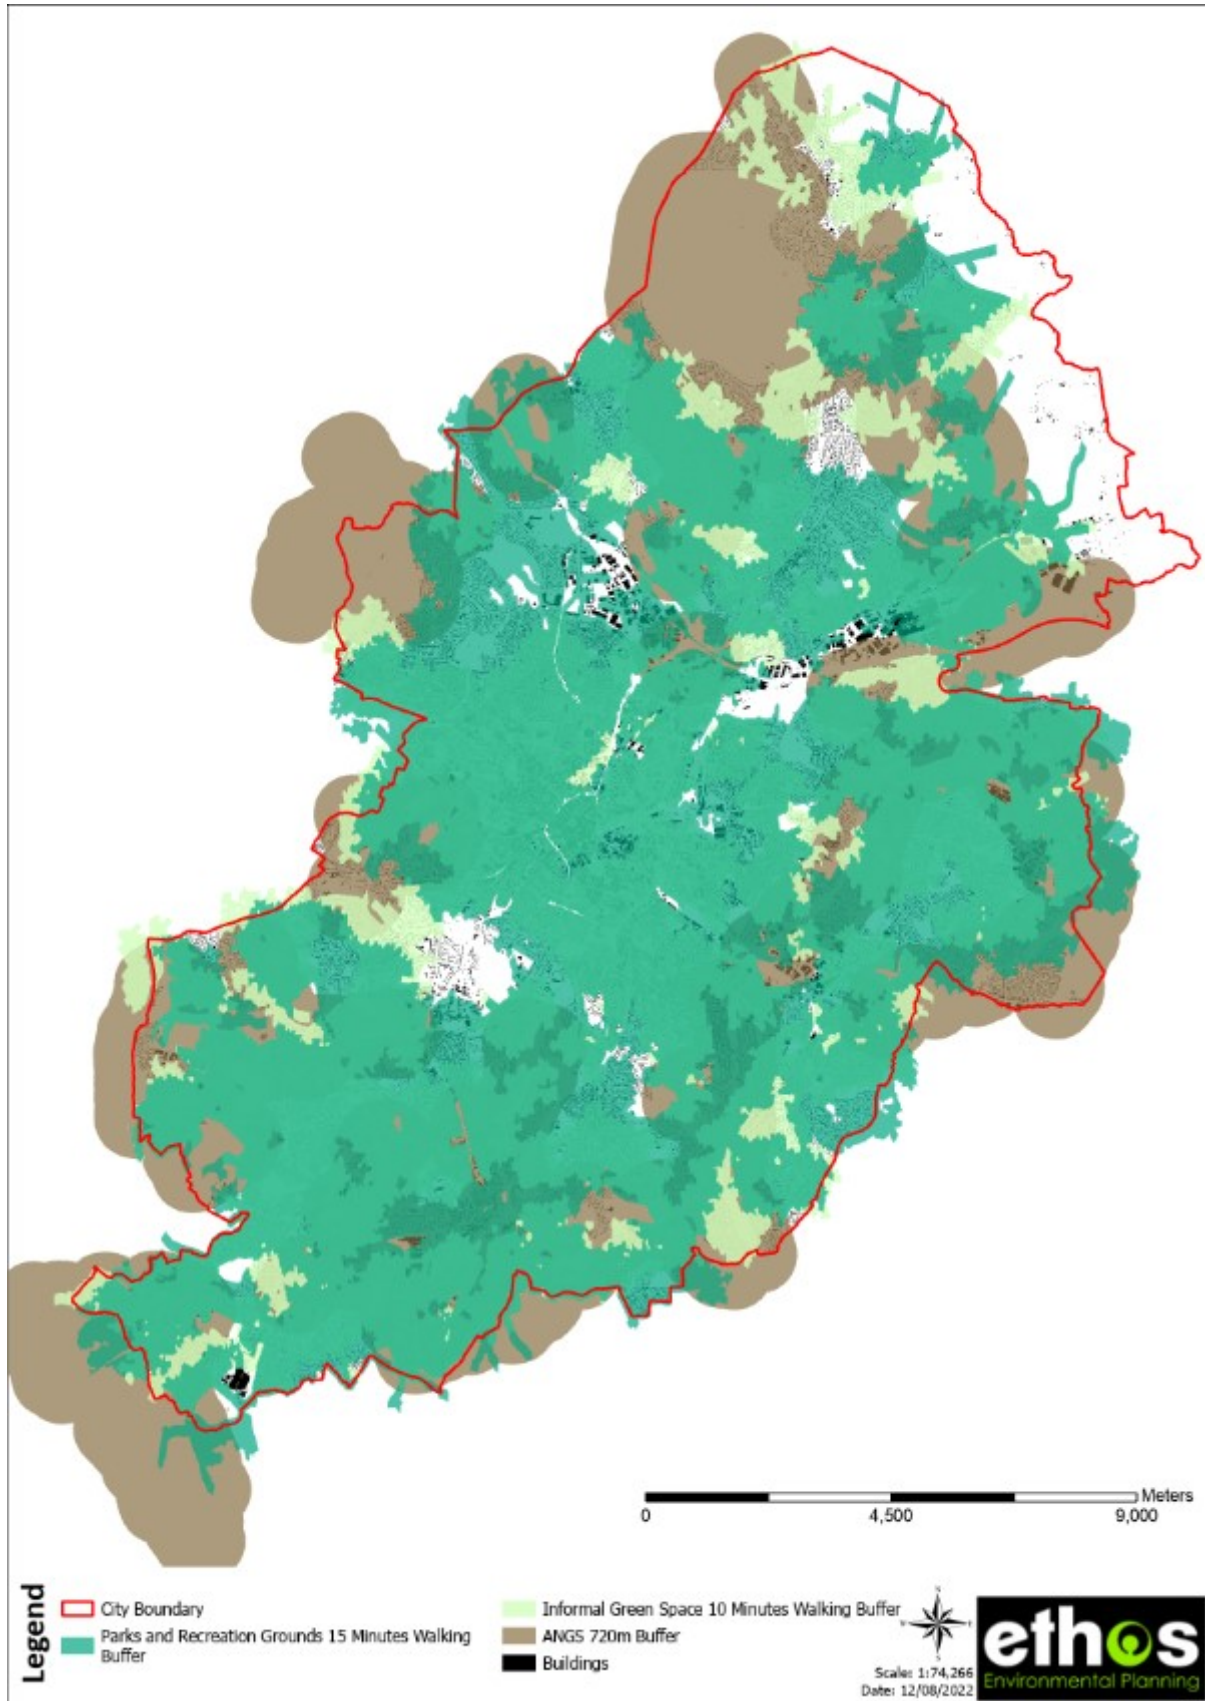 Meters
0
4,500
9,000
Legend
City Boundary
Parks and Recreation Grounds 15 Minutes Walking
Buffer
Informal Green Space 10 Minutes Walking Buffer
ANGS 720m Buffer
Buildings
N
W
E
S
Scale: 1:74,266
Date: 12/08/2022
ethos
Environmental Planning